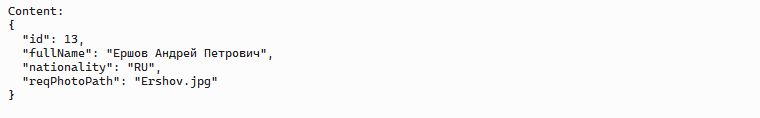 Content:
{
  "id": 13,
  "fullName": "Ершов Андрей Петрович",
  "nationality": "RU",
  "reqPhotoPath": "Ershov.jpg"
}